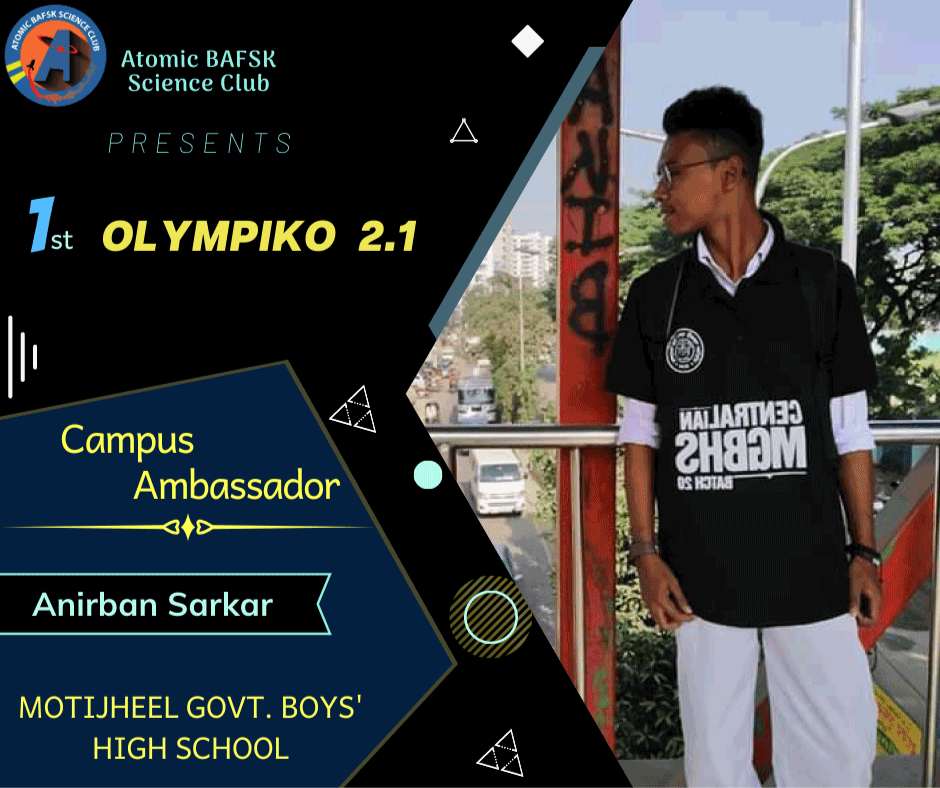 ATOMIC BAFSK SCIENCE CLUB
Atomic BAFSK
Science Club
PRESENTS
1st OLYMPIKO 2.1
Campus
Ambassador
Anirban Sarkar
MOTIJHEEL GOVT. BOYS'
HIGH SCHOOL
CENTRALIAN
MGBHS
BATCH 20